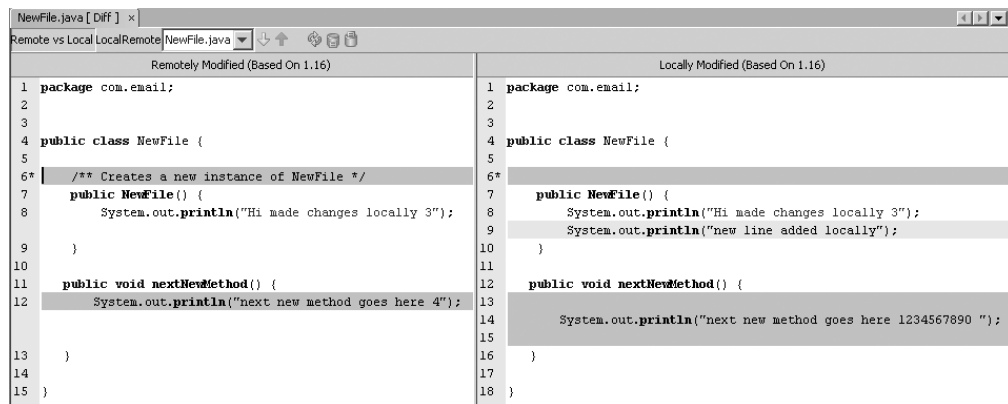 NewFile.java [ Diff ] ×
Remote vs Local LocalRemote NewFile.java
Remotely Modified (Based On 1.16)
1 package com.email;
2
3
4 public class NewFile {
5
6* /** Creates a new instance of NewFile */
7 public NewFile() {
8 System.out.println("Hi made changes locally 3");
9 }
10
11 public void nextNewMethod() {
12 System.out.println("next new method goes here 4");
13 }
14
15 }
Locally Modified (Based On 1.16)
1 package com.email;
2
3
4 public class NewFile {
5
6*
7 public NewFile() {
8 System.out.println("Hi made changes locally 3");
9 System.out.println("new line added locally");
10 }
11
12 public void nextNewMethod() {
13
14 System.out.println("next new method goes here 1234567890 ");
15
16 }
17
18 }